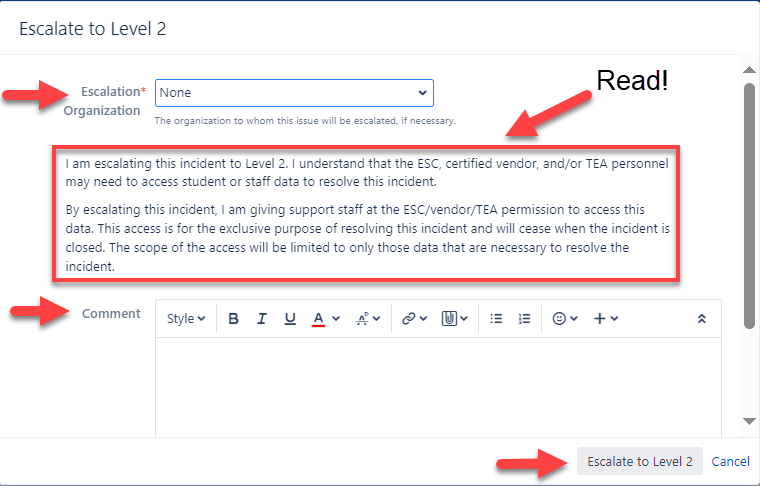 Escalate to Level 2
Read!
Escalation*
Organization
None
The organization to whom this issue will be escalated, if necessary.
I am escalating this incident to Level 2. I understand that the ESC, certified vendor, and/or TEA personnel
may need to access student or staff data to resolve this incident.
By escalating this incident, I am giving support staff at the ESC/vendor/TEA permission to access this
data. This access is for the exclusive purpose of resolving this incident and will cease when the incident is
closed. The scope of the access will be limited to only those data that are necessary to resolve the
incident.
Comment
Style B I U A
Escalate to Level 2 Cancel